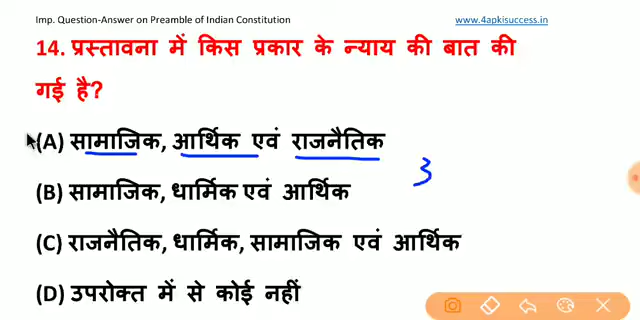 Imp. Question-Answer on Preamble of Indian Constitution www.4apkisuccess.in
14. प्रस्तावना में किस प्रकार के न्याय की बात की
गई है?
(A) सामाजिक, आर्थिक एवं राजनैतिक
3
(B) सामाजिक, धार्मिक एवं आर्थिक
(C) राजनैतिक, धार्मिक, सामाजिक एवं आर्थिक
(D) उपरोक्त में से कोई नहीं